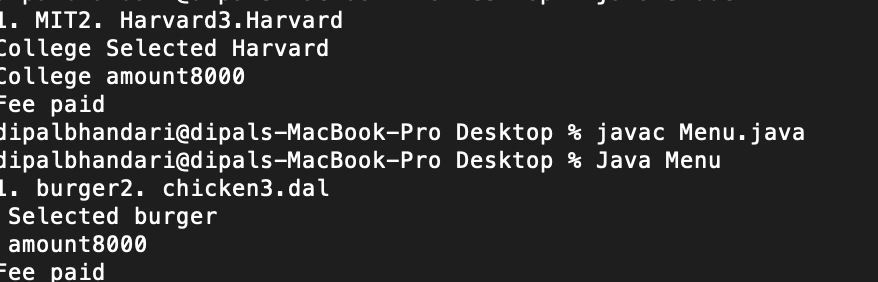 1. MIT2. Harvard3.Harvard
College Selected Harvard
College amount8000
Fee paid
dipalbhandari@dipals-MacBook-Pro Desktop % javac Menu.java
dipalbhandari@dipals-MacBook-Pro Desktop % Java Menu
1. burger2. chicken3.dal
Selected burger
amount8000
Fee paid